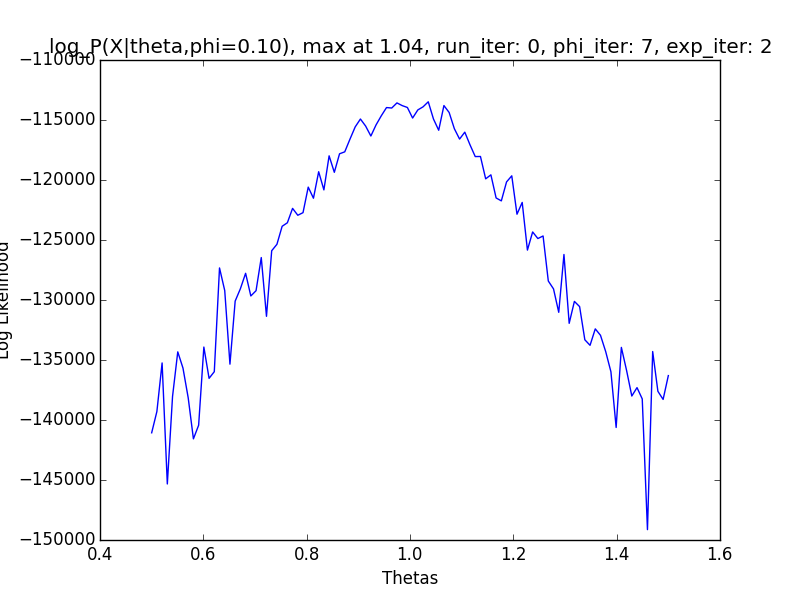 log_P(X|theta,phi=0.10), max at 1.04, run_iter: 0, phi_iter: 7, exp_iter: 2
−110000
−115000
−120000
−125000
−130000
−135000
−140000
−145000
−150000
Log Likelihood
0.4 0.6 0.8 1.0 1.2 1.4 1.6
Thetas